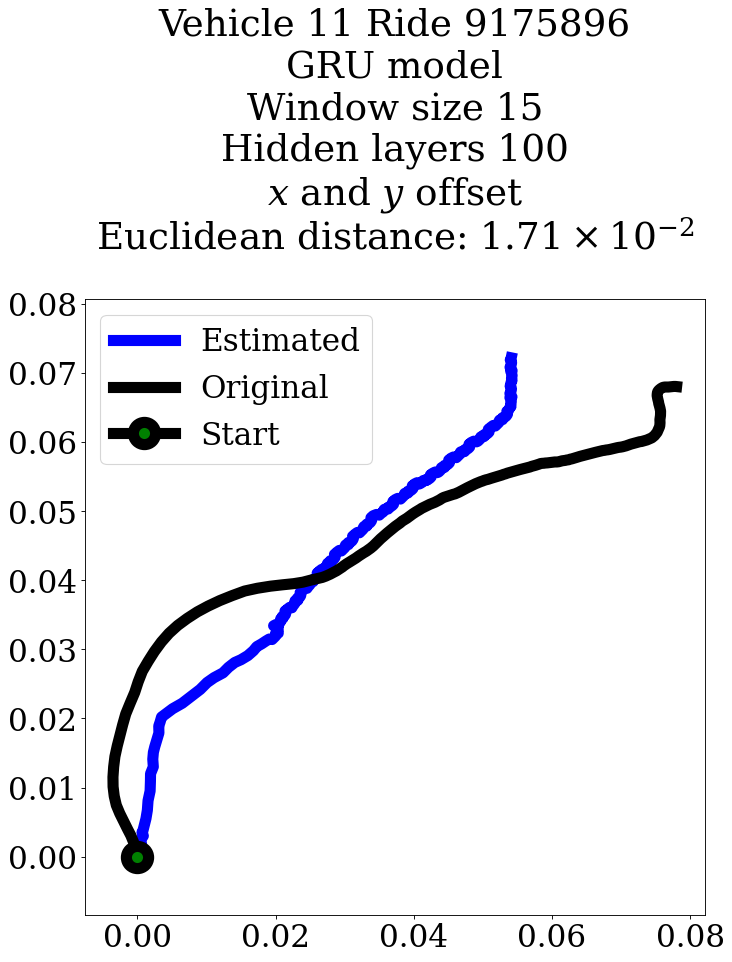 Vehicle 11 Ride 9175896
GRU model
Window size 15
Hidden layers 100
x and y offset
Euclidean distance: 1.71 × 10⁻²
Estimated
Original
Start
0.08
0.07
0.06
0.05
0.04
0.03
0.02
0.01
0.00
0.00 0.02 0.04 0.06 0.08